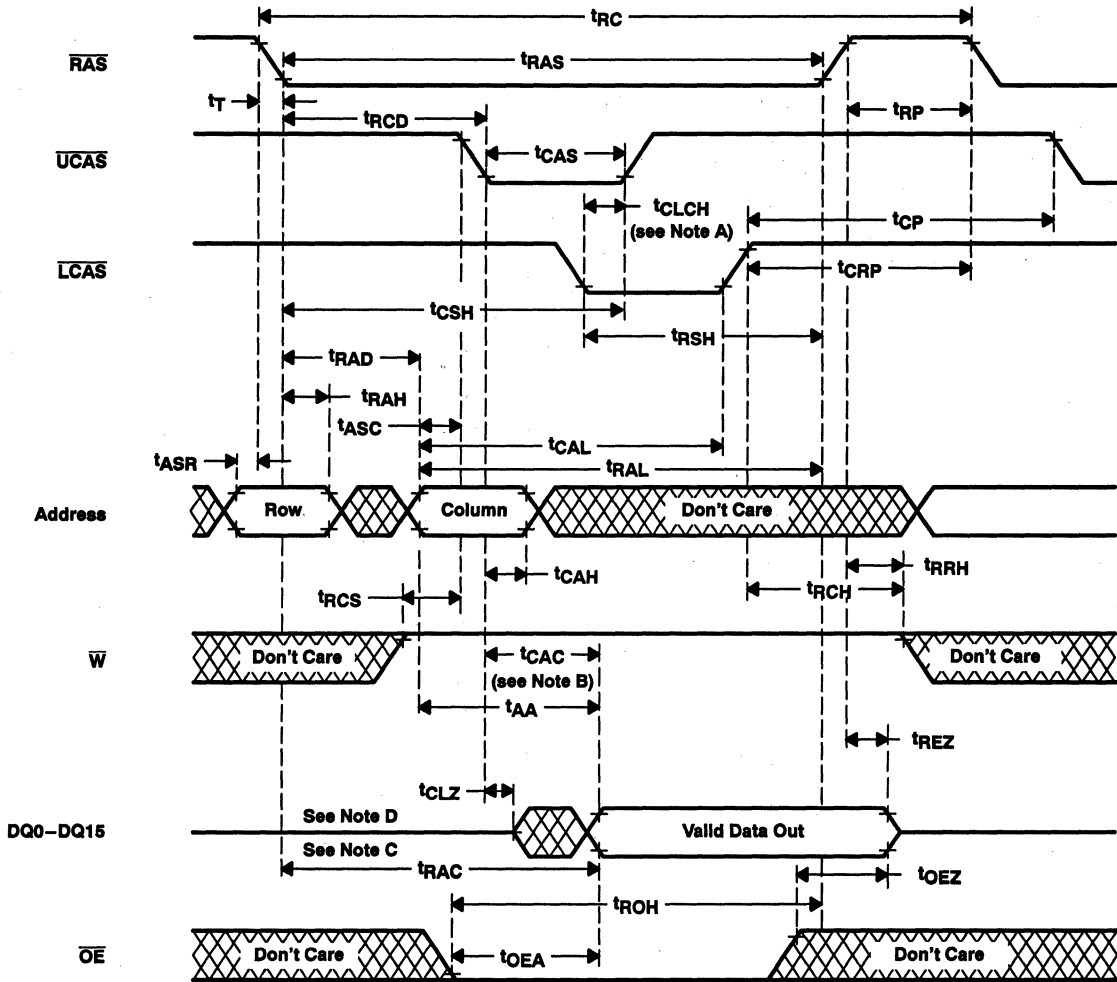 tRC
RAS
tRAS
tT
tRP
tRCD
UCAS
tCAS
tCLCH
(see Note A)
tCP
LCAS
tCRP
tCSH
tRSH
tRAD
tRAH
tASC
tCAL
tASR
tRAL
Address
Row
Column
Don't Care
tCAH
tRRH
tRCH
tRCS
W
Don't Care
tCAC
(see Note B)
Don't Care
tAA
tREZ
tCLZ
See Note D
DQ0–DQ15
Valid Data Out
See Note C
tRAC
tOEZ
tROH
OE
Don't Care
tOEA
Don't Care